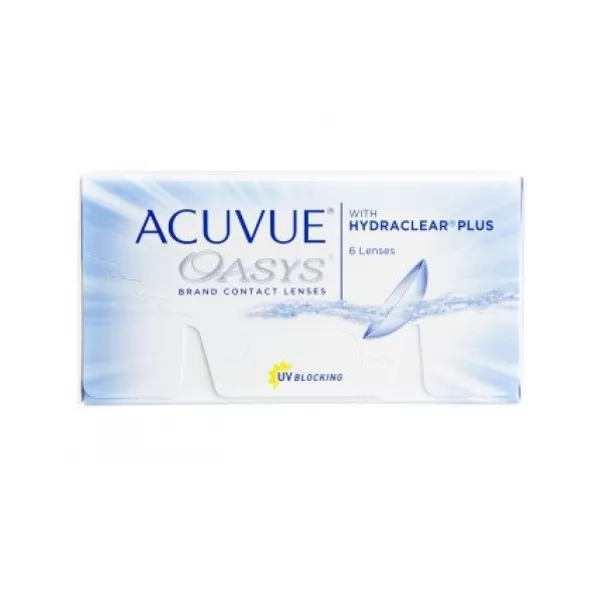 ACUVUE®
OASYS®
BRAND CONTACT LENSES
WITH
HYDRACLEAR® PLUS
6 Lenses
UV BLOCKING